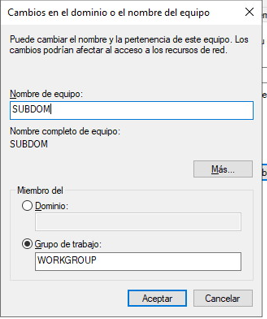 Cambios en el dominio o el nombre del equipo
Puede cambiar el nombre y la pertenencia de este equipo. Los
cambios podrían afectar al acceso a los recursos de red.
Nombre de equipo:
SUBDOM
Nombre completo de equipo:
SUBDOM
Más...
Miembro del
Dominio:
Grupo de trabajo:
WORKGROUP
Aceptar Cancelar